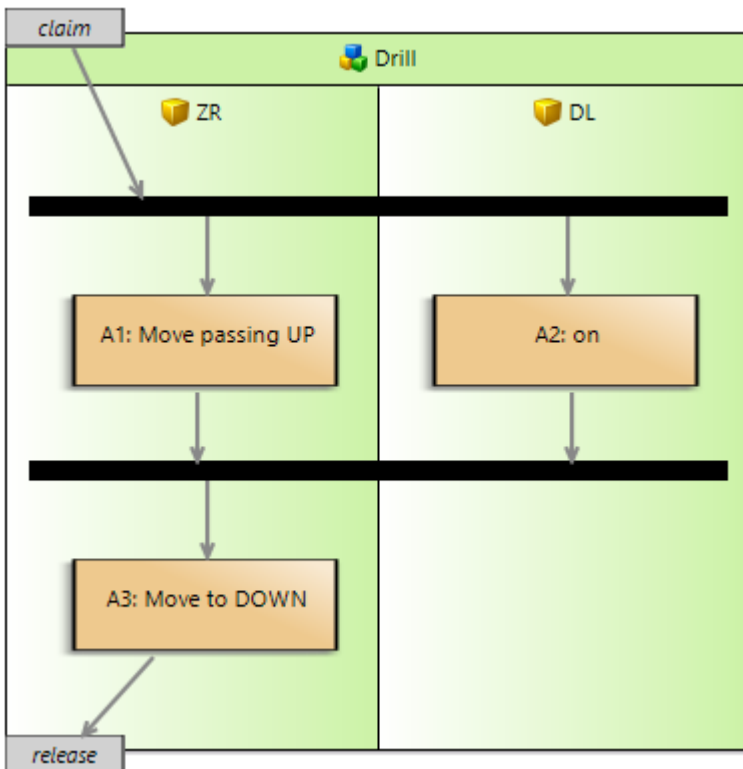 claim
Drill
ZR
DL
A1: Move passing UP
A2: on
A3: Move to DOWN
release